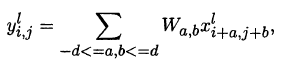 y^l_{i,j} = \sum_{-d<=a,b<=d} W_{a,b} x^l_{i+a,j+b},